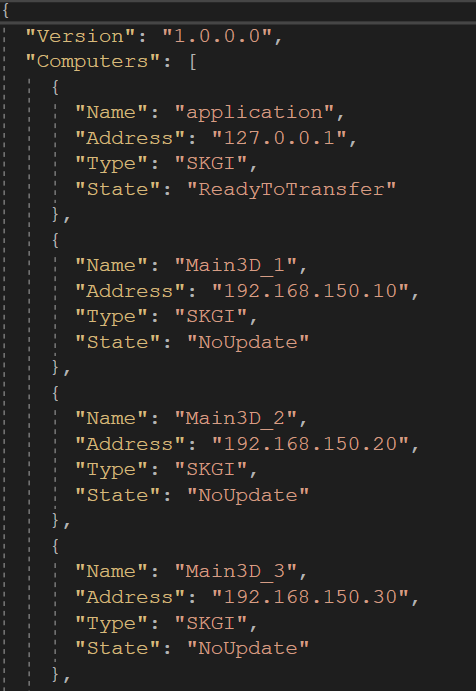 {
"Version": "1.0.0.0",
"Computers": [
{
"Name": "application",
"Address": "127.0.0.1",
"Type": "SKGI",
"State": "ReadyToTransfer"
},
{
"Name": "Main3D_1",
"Address": "192.168.150.10",
"Type": "SKGI",
"State": "NoUpdate"
},
{
"Name": "Main3D_2",
"Address": "192.168.150.20",
"Type": "SKGI",
"State": "NoUpdate"
},
{
"Name": "Main3D_3",
"Address": "192.168.150.30",
"Type": "SKGI",
"State": "NoUpdate"
},